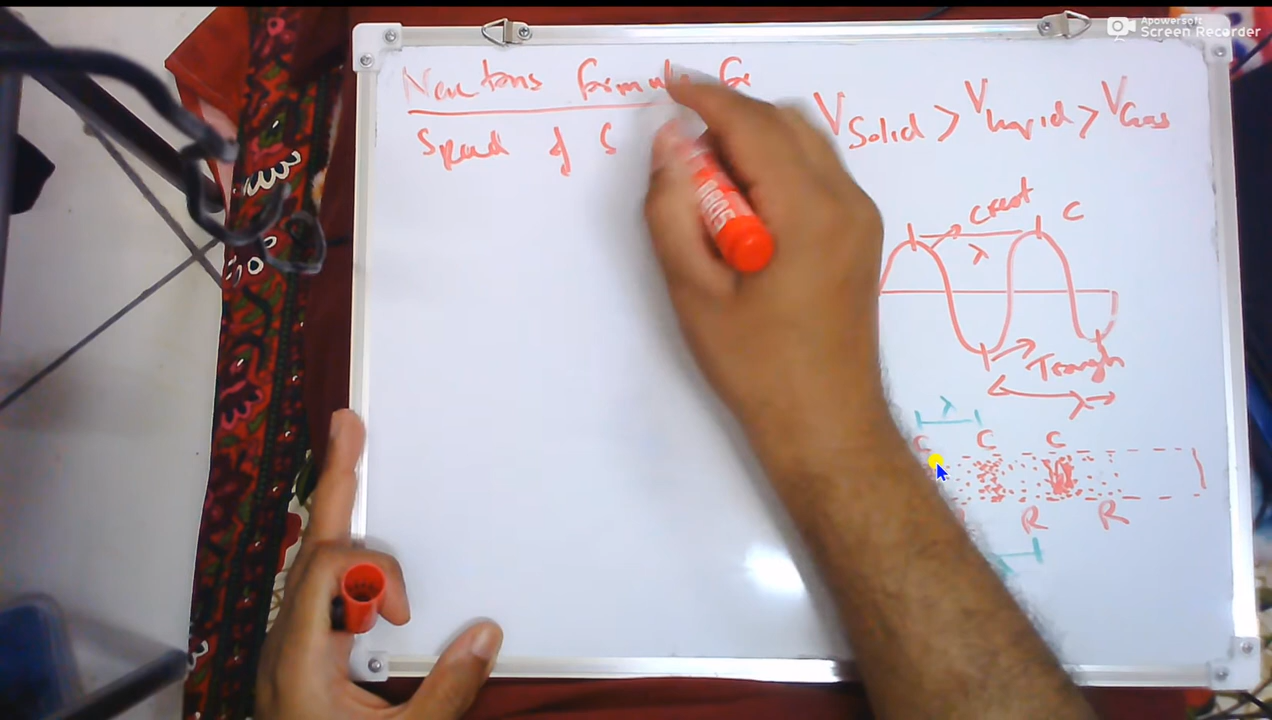 Newtons formula for
Speed of S
V Solid > V liquid > V Gas
Crest
C
λ
Trough
λ
λ
C C C
R R
Apowersoft
Screen Recorder